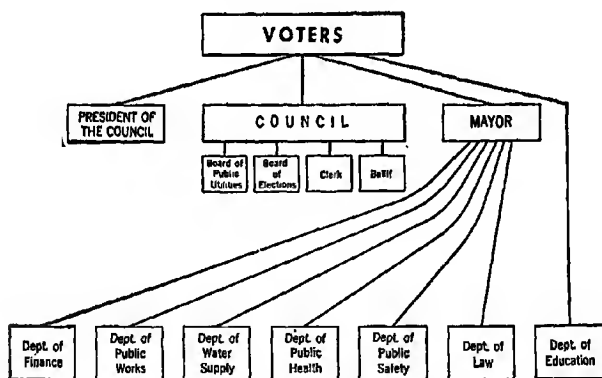 VOTERS
PRESIDENT OF
THE COUNCIL
COUNCIL
MAYOR
Board of
Public
Utilities
Board
of
Elections
Clerk
Bailif
Dept. of
Finance
Dept. of
Public
Works
Dept. of
Water
Supply
Dept. of
Public
Health
Dept. of
Public
Safety
Dept. of
Law
Dept. of
Education